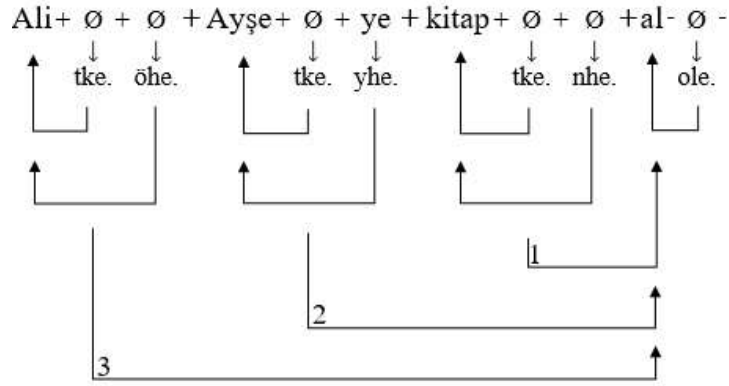 Ali+ Ø + Ø + Ayşe+ Ø + ye + kitap+ Ø + Ø +al- Ø -
tke. öhe. tke. yhe. tke. nhe. ole.
1
2
3